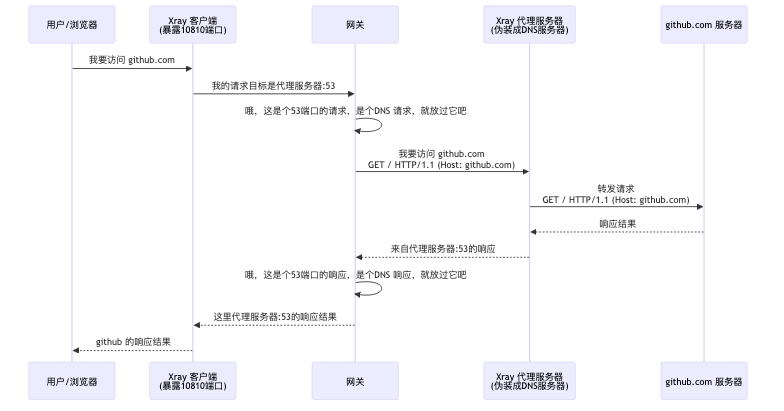 用户/浏览器
Xray 客户端
(暴露10810端口)
网关
Xray 代理服务器
(伪装成DNS服务器)
github.com 服务器
我要访问 github.com
我的请求目标是代理服务器:53
哦，这是个53端口的请求，是个DNS 请求，就放过它吧
我要访问 github.com
GET / HTTP/1.1 (Host: github.com)
转发请求
GET / HTTP/1.1 (Host: github.com)
响应结果
来自代理服务器:53的响应
哦，这是个53端口的响应，是个DNS 响应，就放过它吧
这里代理服务器:53的响应结果
github 的响应结果
用户/浏览器
Xray 客户端
(暴露10810端口)
网关
Xray 代理服务器
(伪装成DNS服务器)
github.com 服务器